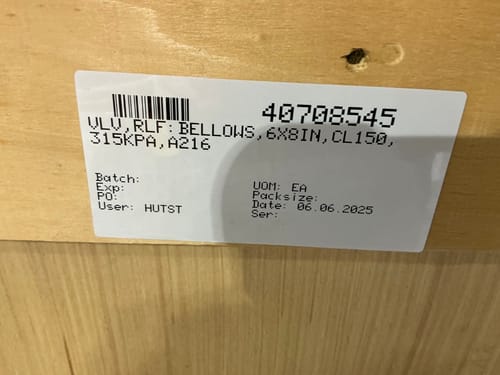 40708545
VLV,RLF:BELLOWS,6X8IN,CL150,
315KPA,A216
Batch:
Exp:
PO:
User: HUTST
UOM: EA
Packsize:
Date: 06.06.2025
Ser: